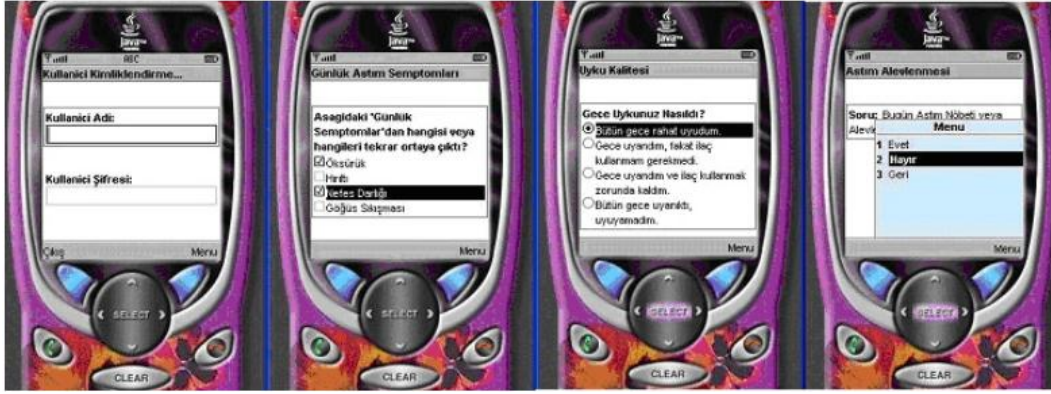 Java
ABC
Kullanici Kimliklendirme...
Kullanici Adi:
Kullanici Şifresi:
Çıkış
Menu
SELECT
CLEAR
Java
Günlük Astım Semptomları
Asagidaki 'Günlük
Semptomlar'dan hangisi veya
hangileri tekrar ortaya çıktı?
Öksürük
Hırıltı
Nefes Darlığı
Göğüs Sıkışması
Menu
SELECT
CLEAR
Java
Uyku Kalitesi
Gece Uykunuz Nasıldı?
Bütün gece rahat uyudum.
Gece uyandım, fakat ilaç
kullanmam gerekmedi.
Gece uyandım ve ilaç kullanmak
zorunda kaldım.
Bütün gece uyanıktı,
uyuyamadım.
Menu
SELECT
CLEAR
Java
Astım Alevlenmesi
Soru: Bugün Astım Nöbeti veya
Menu
1 Evet
2 Hayır
3 Geri
Menu
SELECT
CLEAR